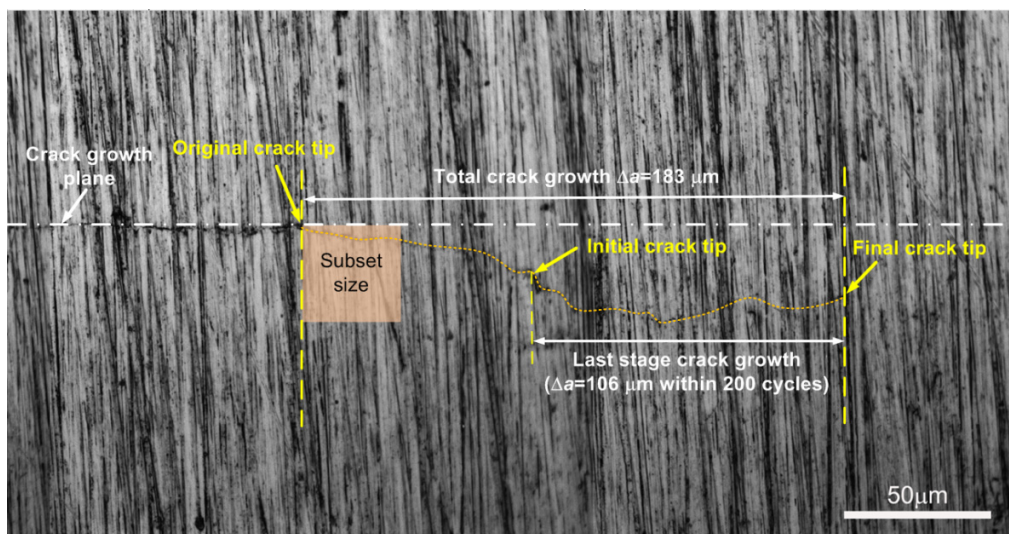 Crack growth
plane
Original crack tip
Total crack growth Δa=183 μm
Subset
size
Initial crack tip
Final crack tip
Last stage crack growth
(Δa=106 μm within 200 cycles)
50μm